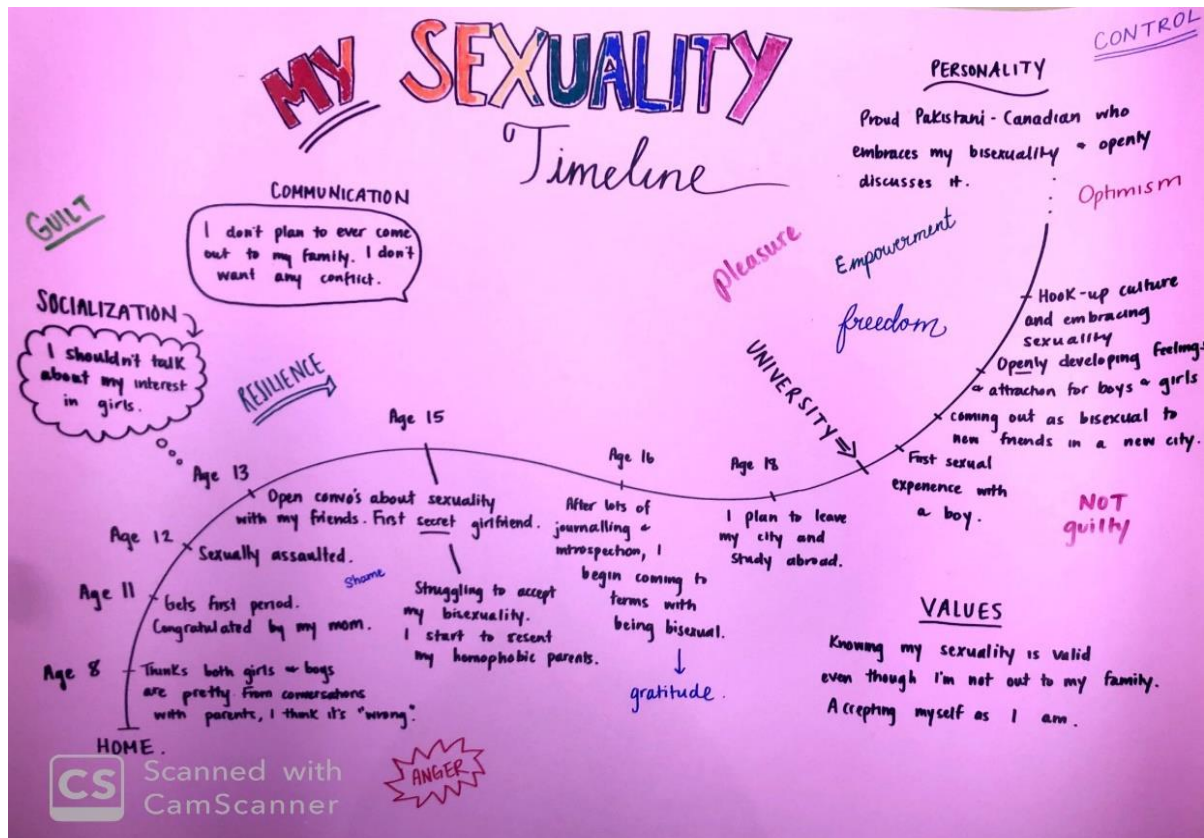 MY SEXUALITY
Timeline
CONTROL
PERSONALITY
Proud Pakistani-Canadian who
embraces my bisexuality & openly
discusses it.
Optimism
COMMUNICATION
I don't plan to ever come
out to my family. I don't
want any conflict.
GUILT
SOCIALIZATION
I shouldn't talk
about my interest
in girls.
RESILIENCE
pleasure
Empowerment
freedom
HOME.
Age 8
Thinks both girls & boys
are pretty. From conversations
with parents, I think it's "wrong".
Age 11
Gets first period.
Congratulated by my mom.
Shame
Age 12
Sexually assaulted.
Age 13
Open convo's about sexuality
with my friends. First secret girlfriend.
Age 15
Struggling to accept
my bisexuality.
I start to resent
my homophobic parents.
ANGER
Age 16
After lots of
journalling &
introspection, I
begin coming to
terms with
being bisexual.
gratitude.
Age 18
I plan to leave
my city and
study abroad.
UNIVERSITY
First sexual
experience with
a boy.
coming out as bisexual to
new friends in a new city.
Openly developing feelings
& attraction for boys & girls
Hook-up culture
and embracing
sexuality
NOT
guilty
VALUES
Knowing my sexuality is valid
even though I'm not out to my family.
Accepting myself as I am.
CS
Scanned with
CamScanner